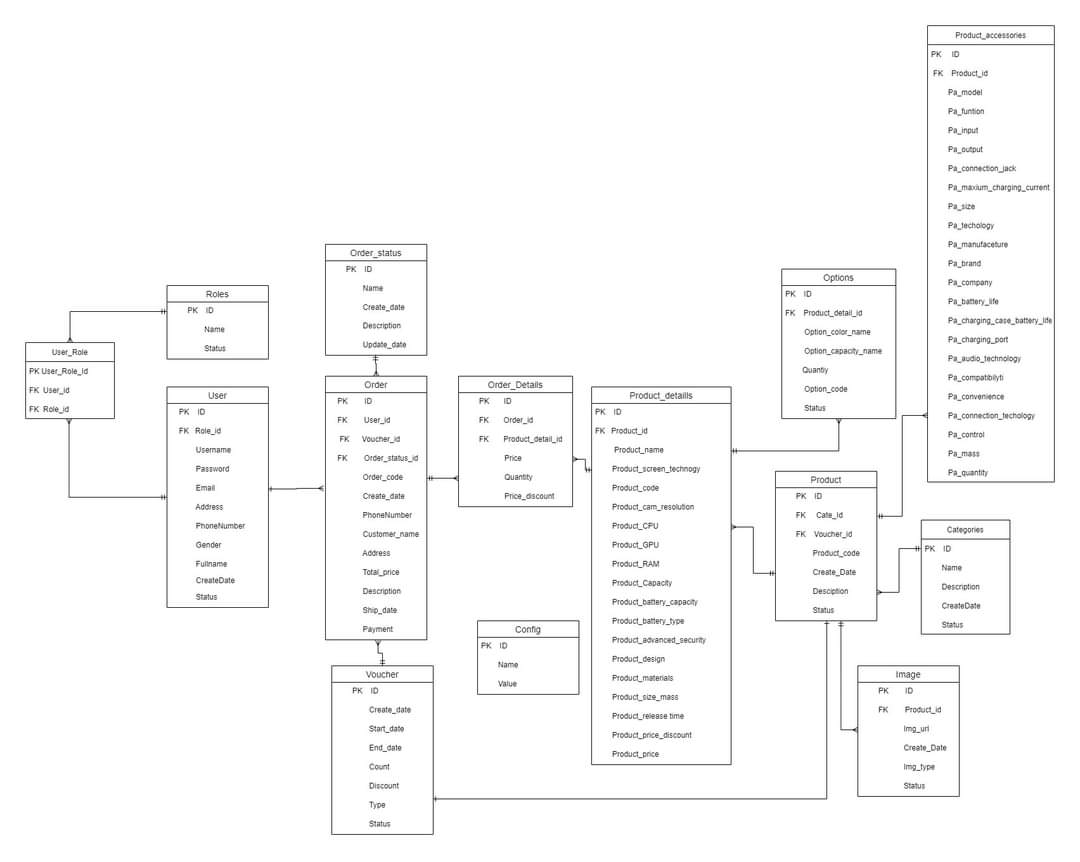 Product_accessories
PK ID
FK Product_id
Pa_model
Pa_funtion
Pa_input
Pa_output
Pa_connection_jack
Pa_maxium_charging_current
Pa_size
Pa_techology
Pa_manufaceture
Pa_brand
Pa_company
Pa_battery_life
Pa_charging_case_battery_life
Pa_charging_port
Pa_audio_technology
Pa_compatibilyti
Pa_convenience
Pa_connection_techology
Pa_control
Pa_mass
Pa_quantity
Order_status
PK ID
Name
Create_date
Description
Update_date
Options
PK ID
FK Product_detail_id
Option_color_name
Option_capacity_name
Quantiy
Option_code
Status
Roles
PK ID
Name
Status
User_Role
PK User_Role_Id
FK User_id
FK Role_id
User
PK ID
FK Role_id
Username
Password
Email
Address
PhoneNumber
Gender
Fullname
CreateDate
Status
Order
PK ID
FK User_id
FK Voucher_id
FK Order_status_id
Order_code
Create_date
PhoneNumber
Customer_name
Address
Total_price
Description
Ship_date
Payment
Order_Details
PK ID
FK Order_id
FK Product_detail_id
Price
Quantity
Price_discount
Product_detaills
PK ID
FK Product_id
Product_name
Product_screen_technogy
Product_code
Product_cam_resolution
Product_CPU
Product_GPU
Product_RAM
Product_Capacity
Product_battery_capacity
Product_battery_type
Product_advanced_security
Product_design
Product_materials
Product_size_mass
Product_release time
Product_price_discount
Product_price
Product
PK ID
FK Cate_Id
FK Voucher_id
Product_code
Create_Date
Desciption
Status
Categories
PK ID
Name
Description
CreateDate
Status
Config
PK ID
Name
Value
Voucher
PK ID
Create_date
Start_date
End_date
Count
Discount
Type
Status
Image
PK ID
FK Product_id
Img_url
Create_Date
Img_type
Status